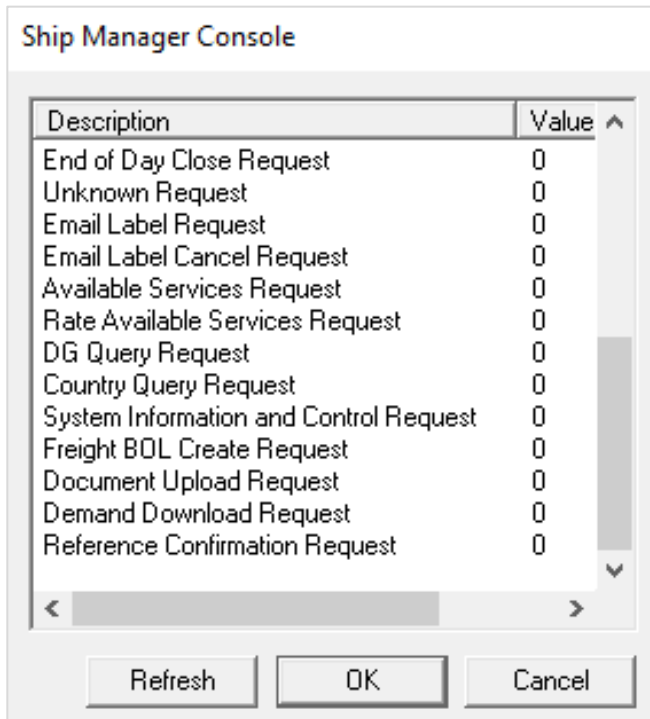 Ship Manager Console
Description Value
End of Day Close Request 0
Unknown Request 0
Email Label Request 0
Email Label Cancel Request 0
Available Services Request 0
Rate Available Services Request 0
DG Query Request 0
Country Query Request 0
System Information and Control Request 0
Freight BOL Create Request 0
Document Upload Request 0
Demand Download Request 0
Reference Confirmation Request 0
Refresh OK Cancel